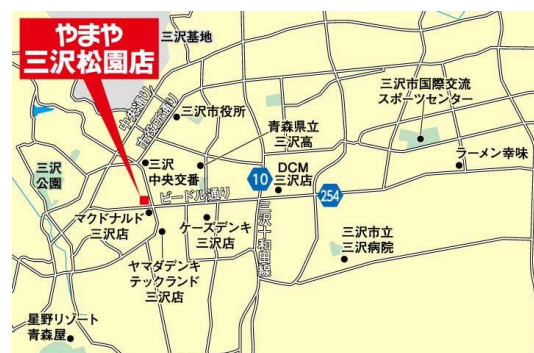 やまや
三沢松園店
三沢基地
中央通り
市役所通り
三沢市役所
三沢市国際交流
スポーツセンター
青森県立
三沢高
三沢
中央交番
三沢
公園
10
DCM
三沢店
ラーメン幸味
ビードル通り
254
マクドナルド
三沢店
ケーズデンキ
三沢店
三沢十和田線
三沢市立
三沢病院
ヤマダデンキ
テックランド
三沢店
星野リゾート
青森屋